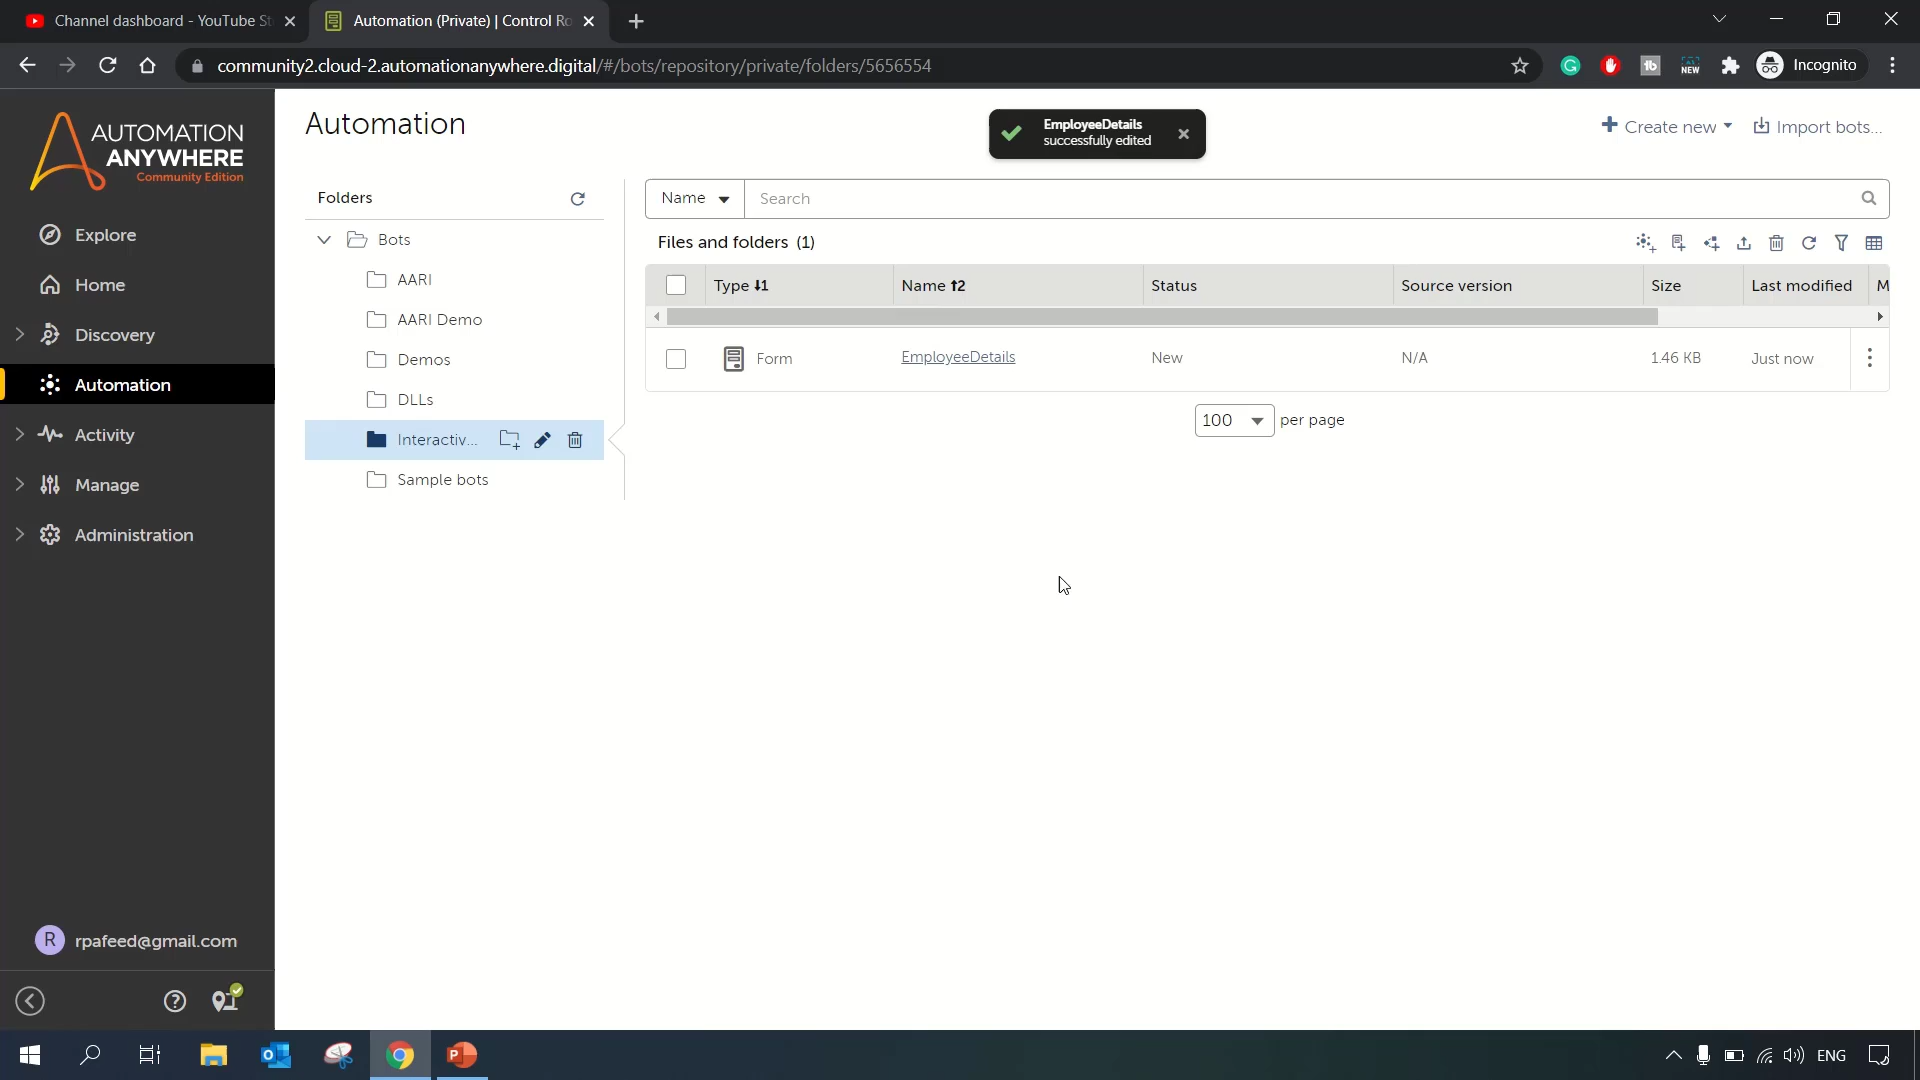 Channel dashboard - YouTube St
Automation (Private) | Control Ro
community2.cloud-2.automationanywhere.digital/#/bots/repository/private/folders/5656554
Incognito
AUTOMATION
ANYWHERE
Community Edition
Explore
Home
Discovery
Automation
Activity
Manage
Administration
rpafeed@gmail.com
Automation
EmployeeDetails
successfully edited
Create new
Import bots...
Folders
Bots
AARI
AARI Demo
Demos
DLLs
Interactiv...
Sample bots
Name
Search
Files and folders (1)
Type
Name
Status
Source version
Size
Last modified
M
Form
EmployeeDetails
New
N/A
1.46 KB
Just now
100
per page
R
ENG